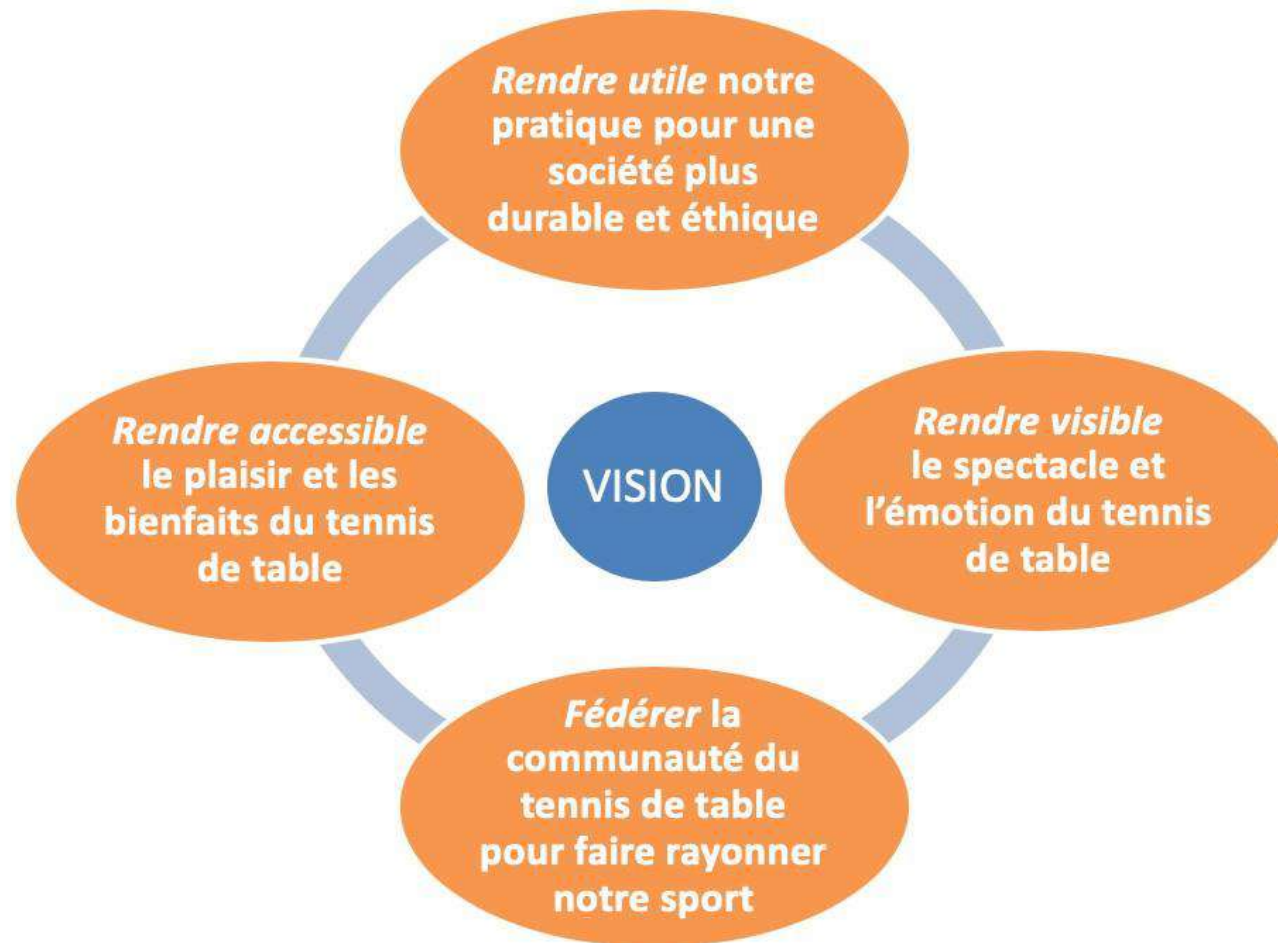 Rendre utile notre
pratique pour une
société plus
durable et éthique
Rendre accessible
le plaisir et les
bienfaits du tennis
de table
VISION
Rendre visible
le spectacle et
l'émotion du tennis
de table
Fédérer la
communauté du
tennis de table
pour faire rayonner
notre sport